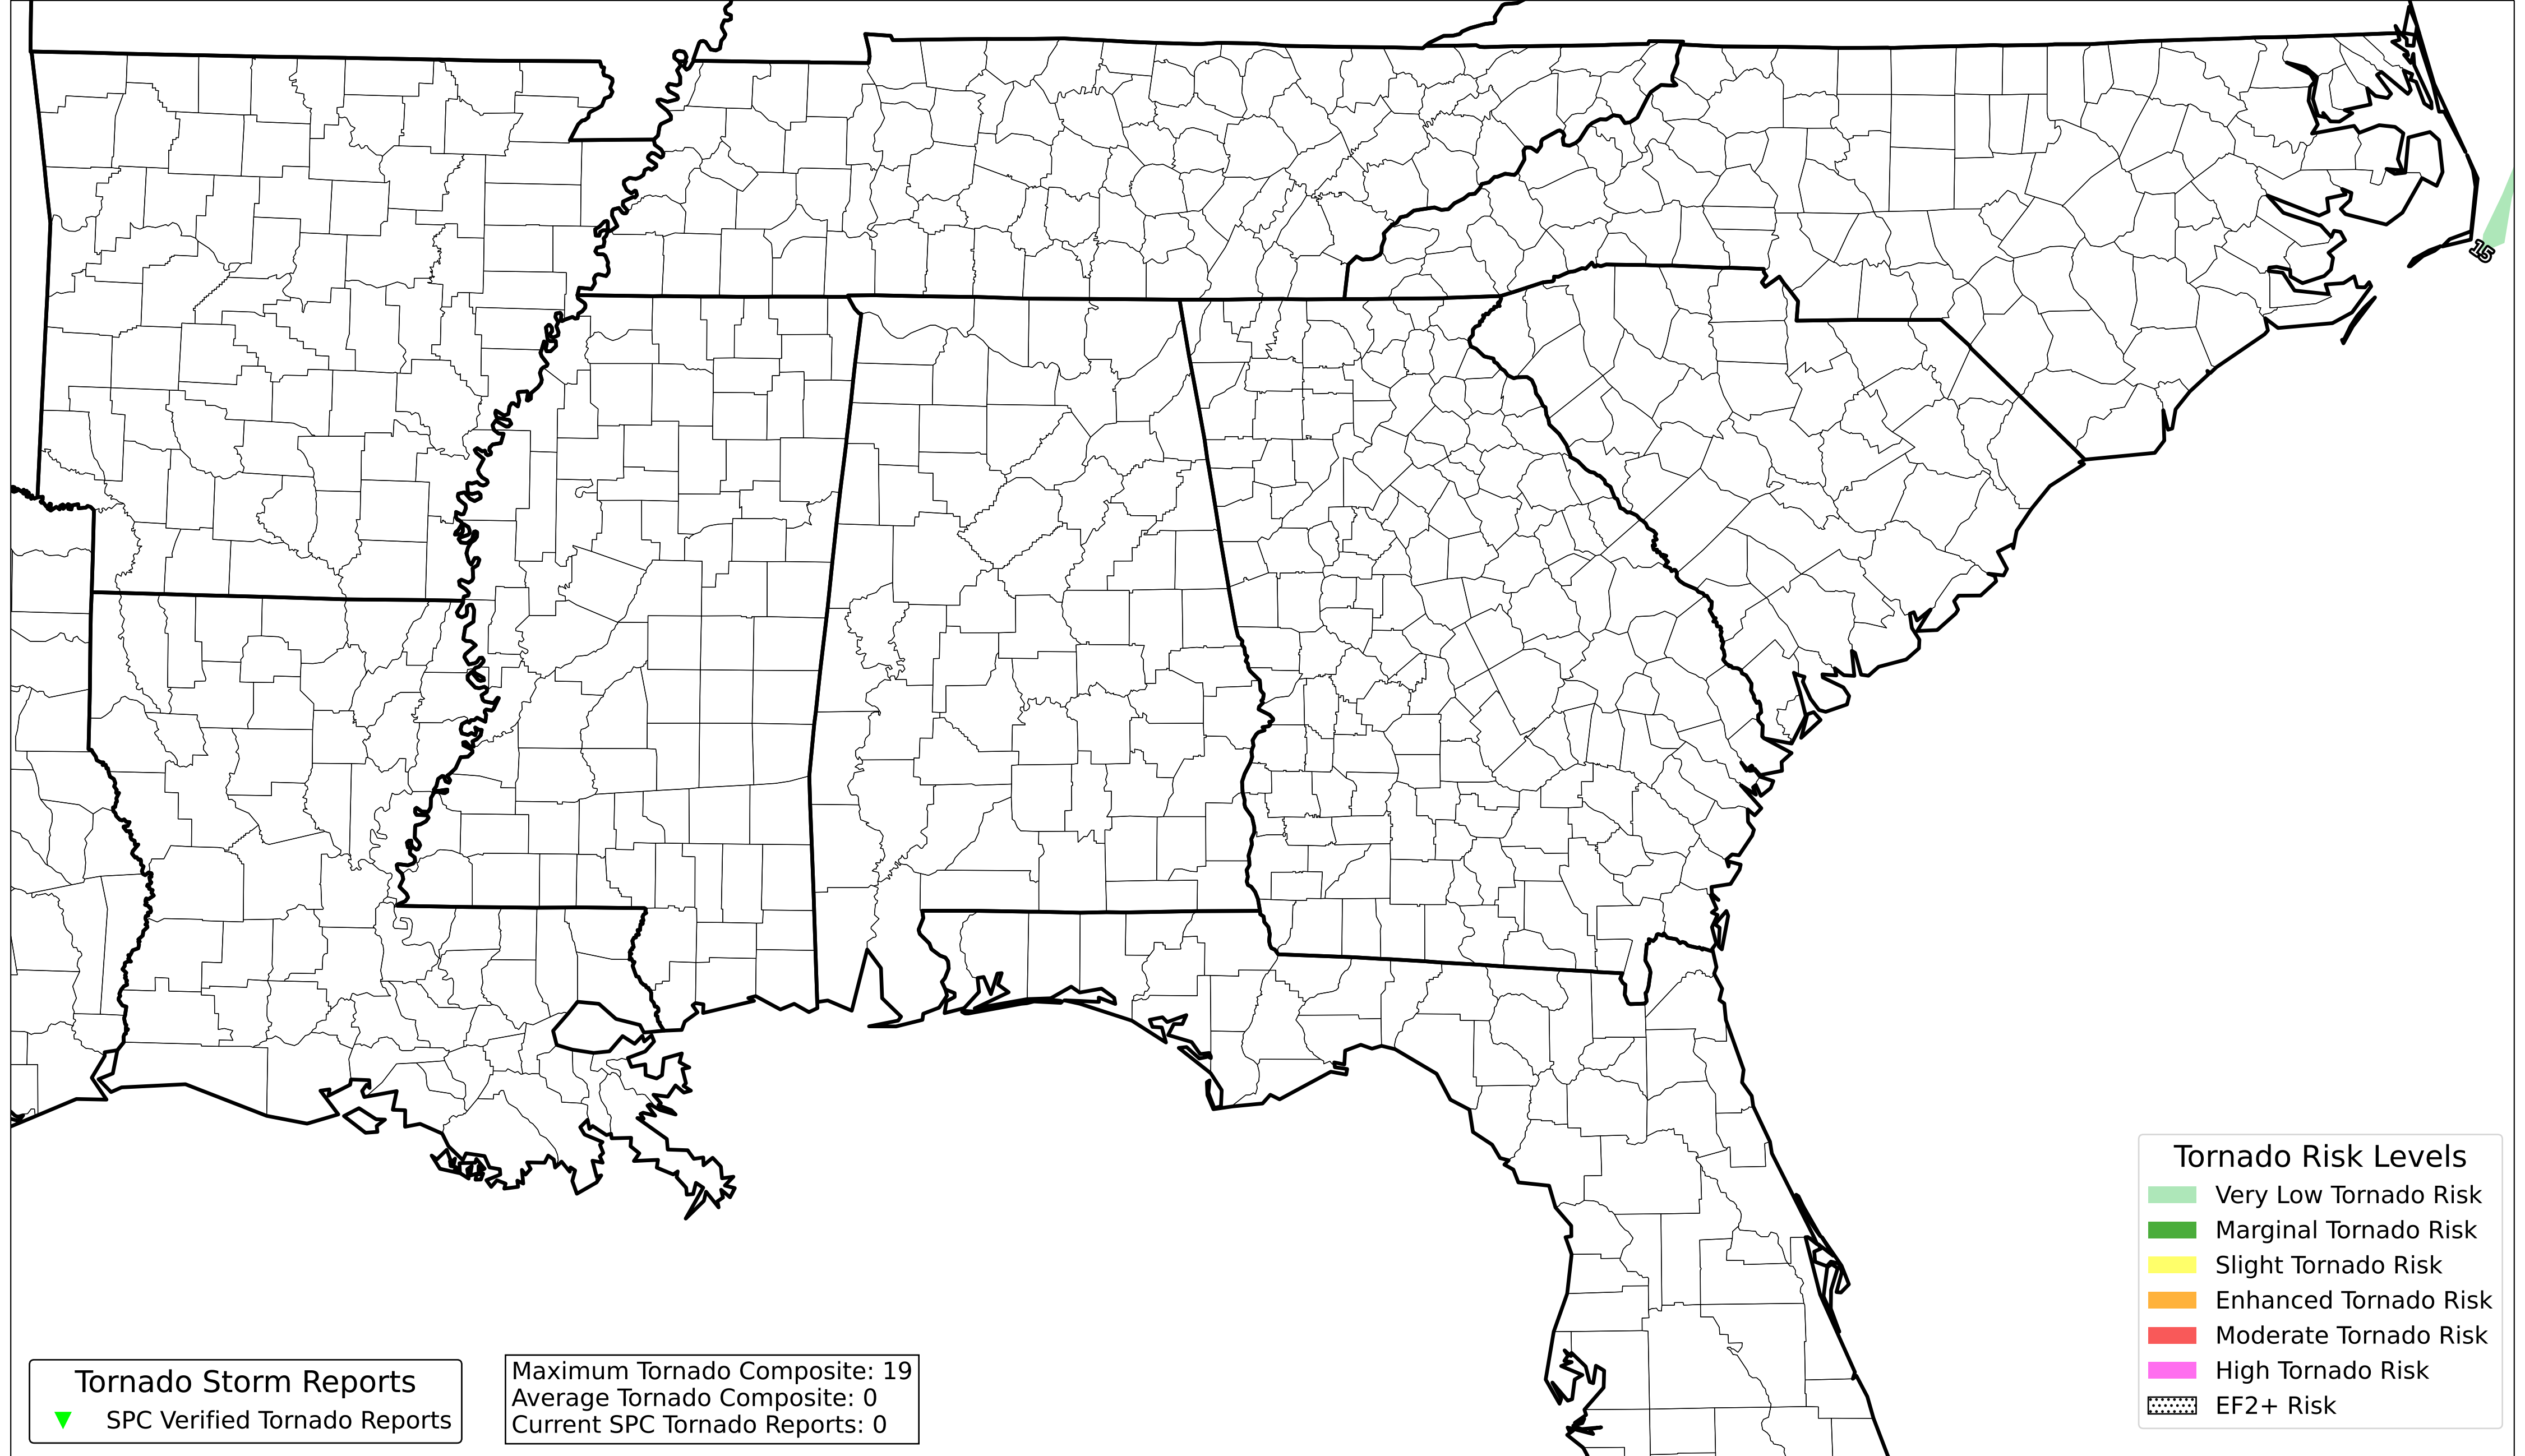 15
Tornado Risk Levels
Very Low Tornado Risk
Marginal Tornado Risk
Slight Tornado Risk
Enhanced Tornado Risk
Moderate Tornado Risk
High Tornado Risk
EF2+ Risk
Tornado Storm Reports
SPC Verified Tornado Reports
Maximum Tornado Composite: 19
Average Tornado Composite: 0
Current SPC Tornado Reports: 0